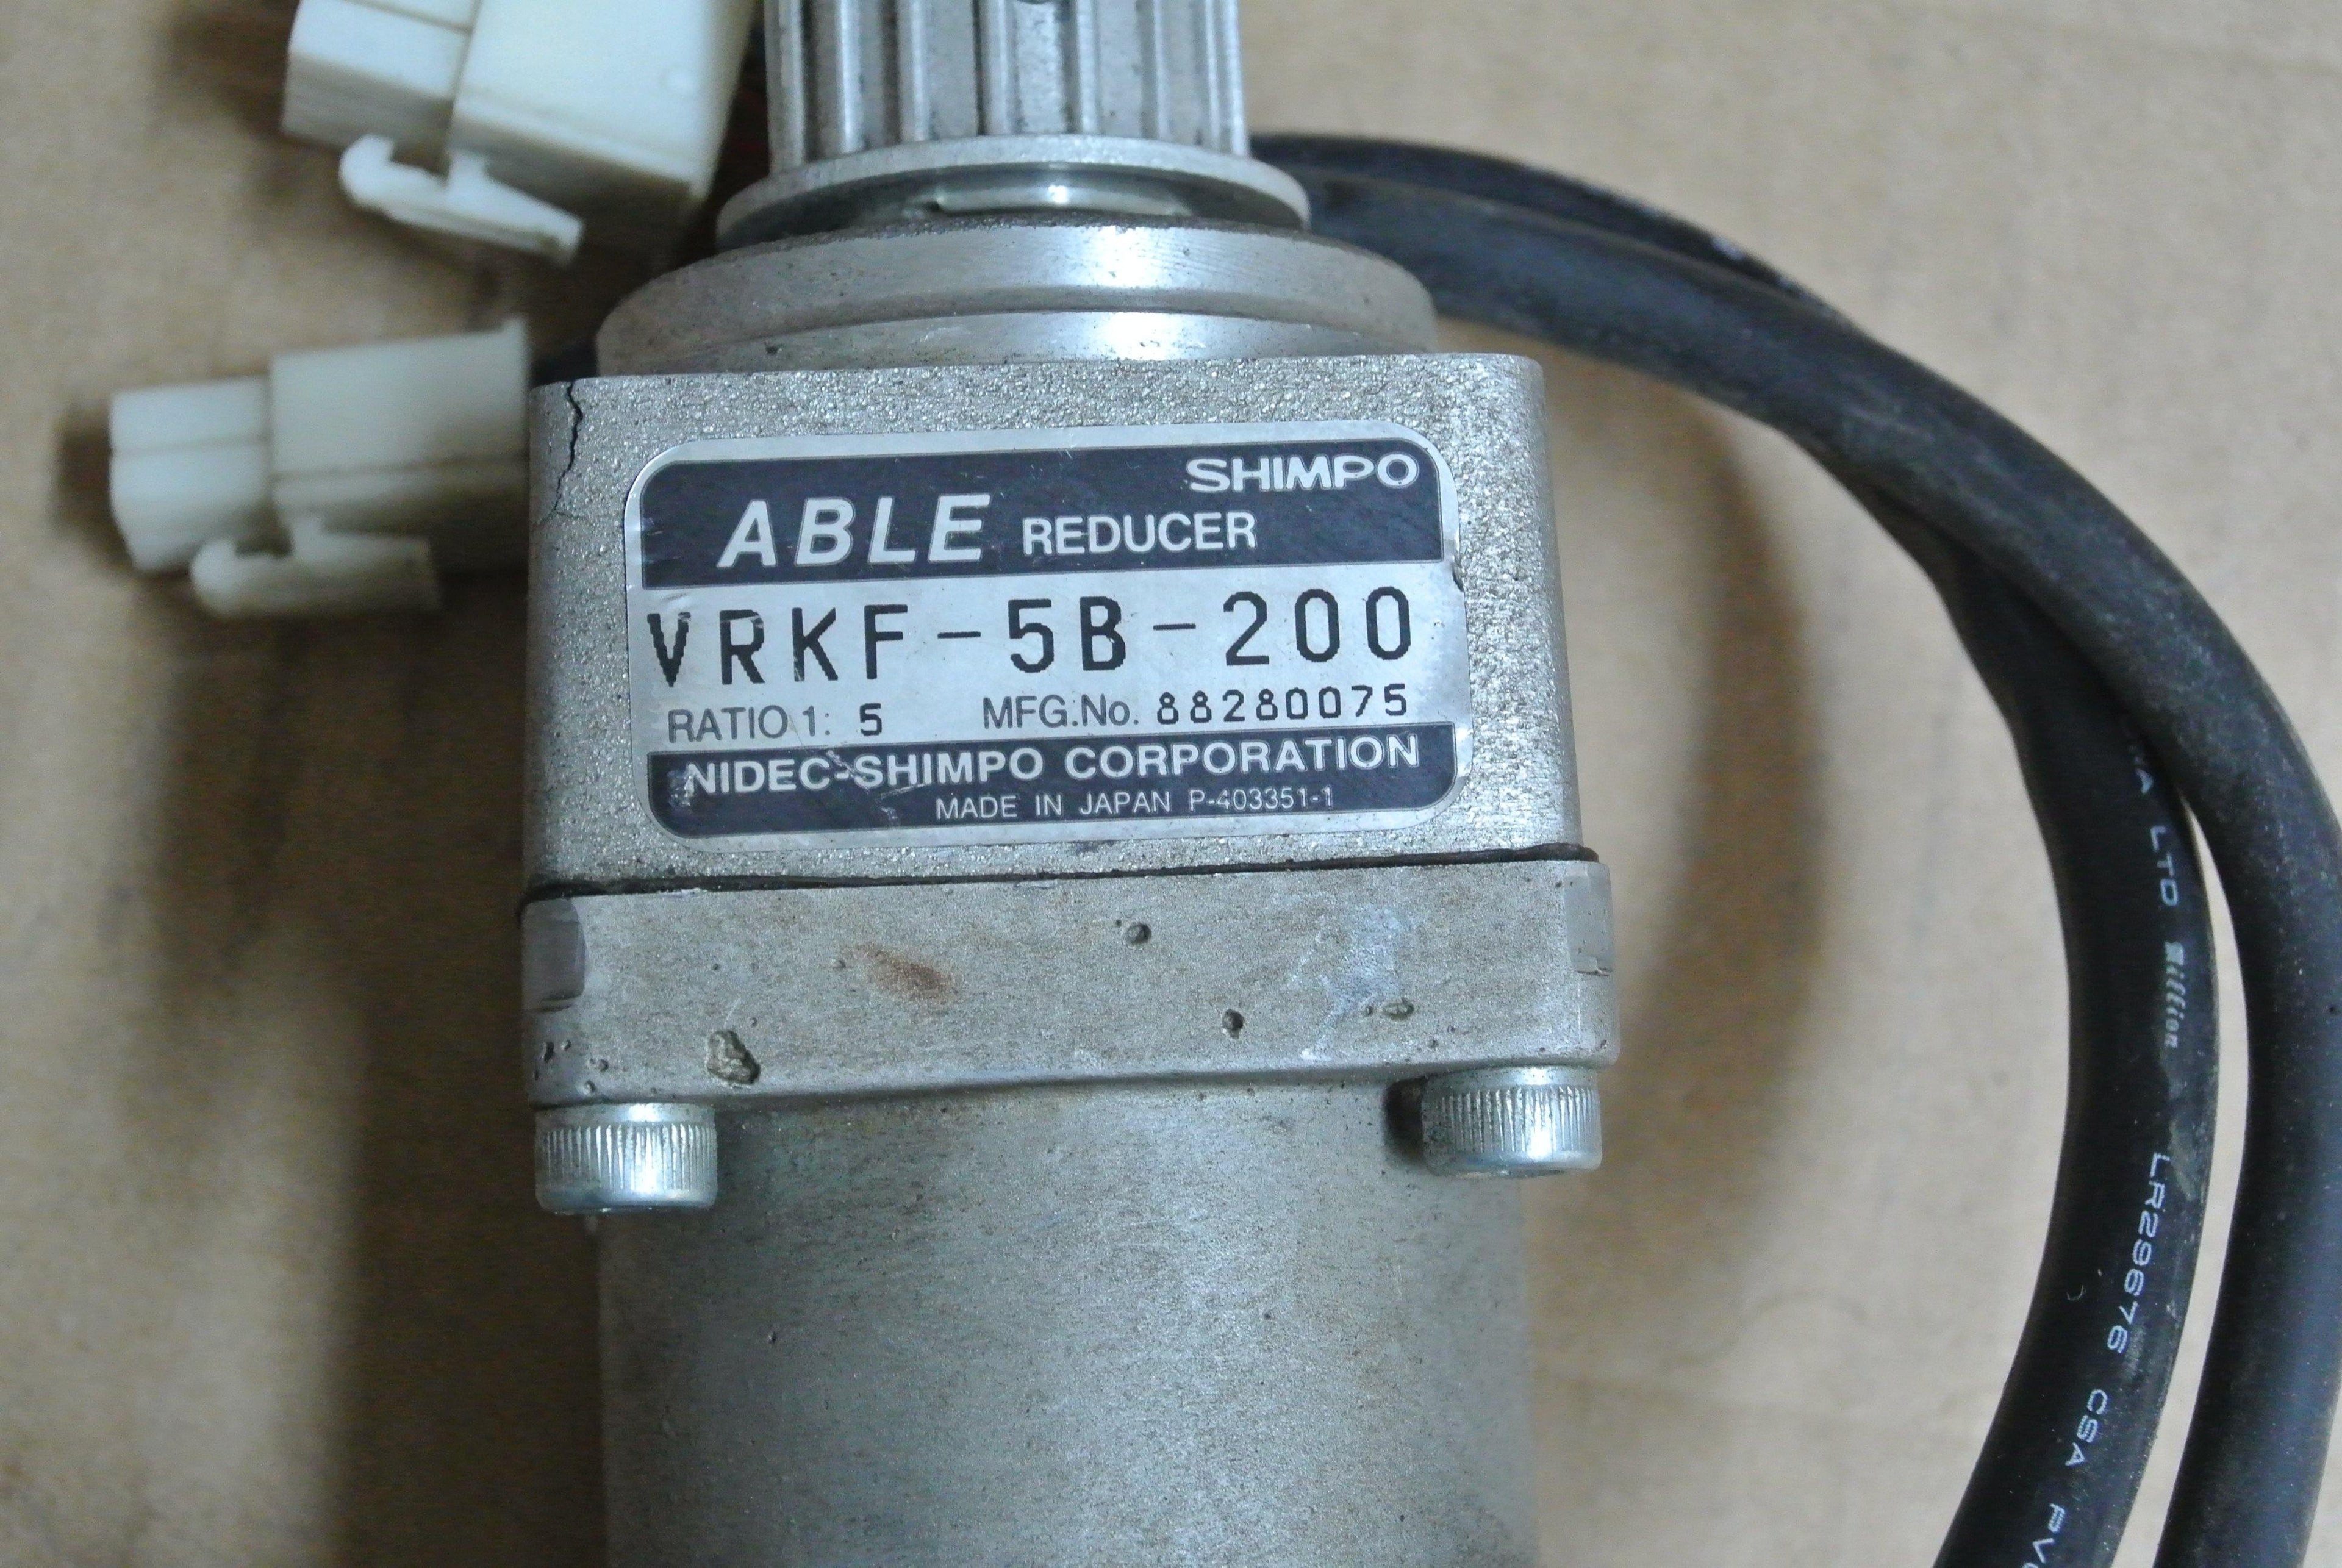 SHIMPO
ABLE REDUCER
VRKF-5B-200
RATIO 1: 5 MFG.No. 88280075
NIDEC-SHIMPO CORPORATION
MADE IN JAPAN P-403351-1
LTD Million LR29676 CSA